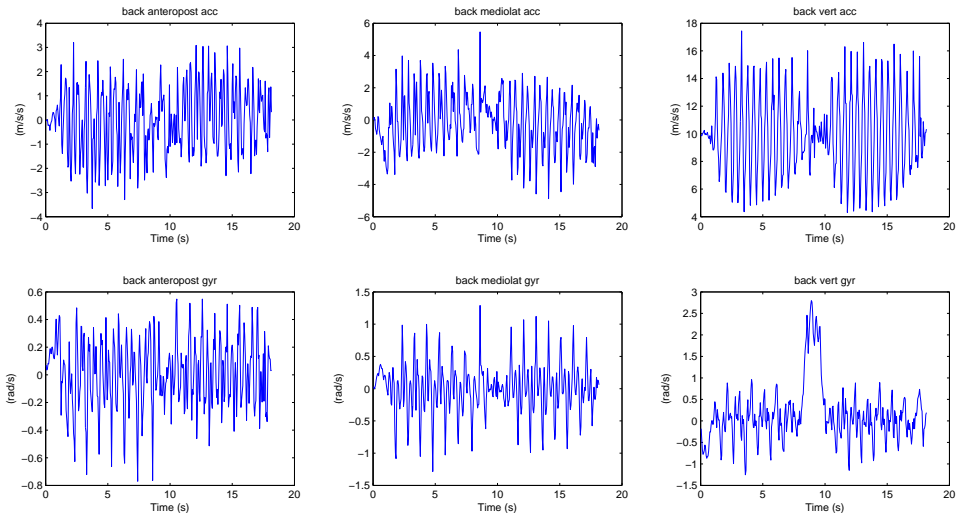 back anteropost acc
4
3
2
1
0
−1
−2
−3
−4
(m/s/s)
0 5 10 15 20
Time (s)
back mediolat acc
6
4
2
0
−2
−4
−6
(m/s/s)
0 5 10 15 20
Time (s)
back vert acc
18
16
14
12
10
8
6
4
(m/s/s)
0 5 10 15 20
Time (s)
back anteropost gyr
0.6
0.4
0.2
0
−0.2
−0.4
−0.6
−0.8
(rad/s)
0 5 10 15 20
Time (s)
back mediolat gyr
1.5
1
0.5
0
−0.5
−1
−1.5
(rad/s)
0 5 10 15 20
Time (s)
back vert gyr
3
2.5
2
1.5
1
0.5
0
−0.5
−1
−1.5
(rad/s)
0 5 10 15 20
Time (s)